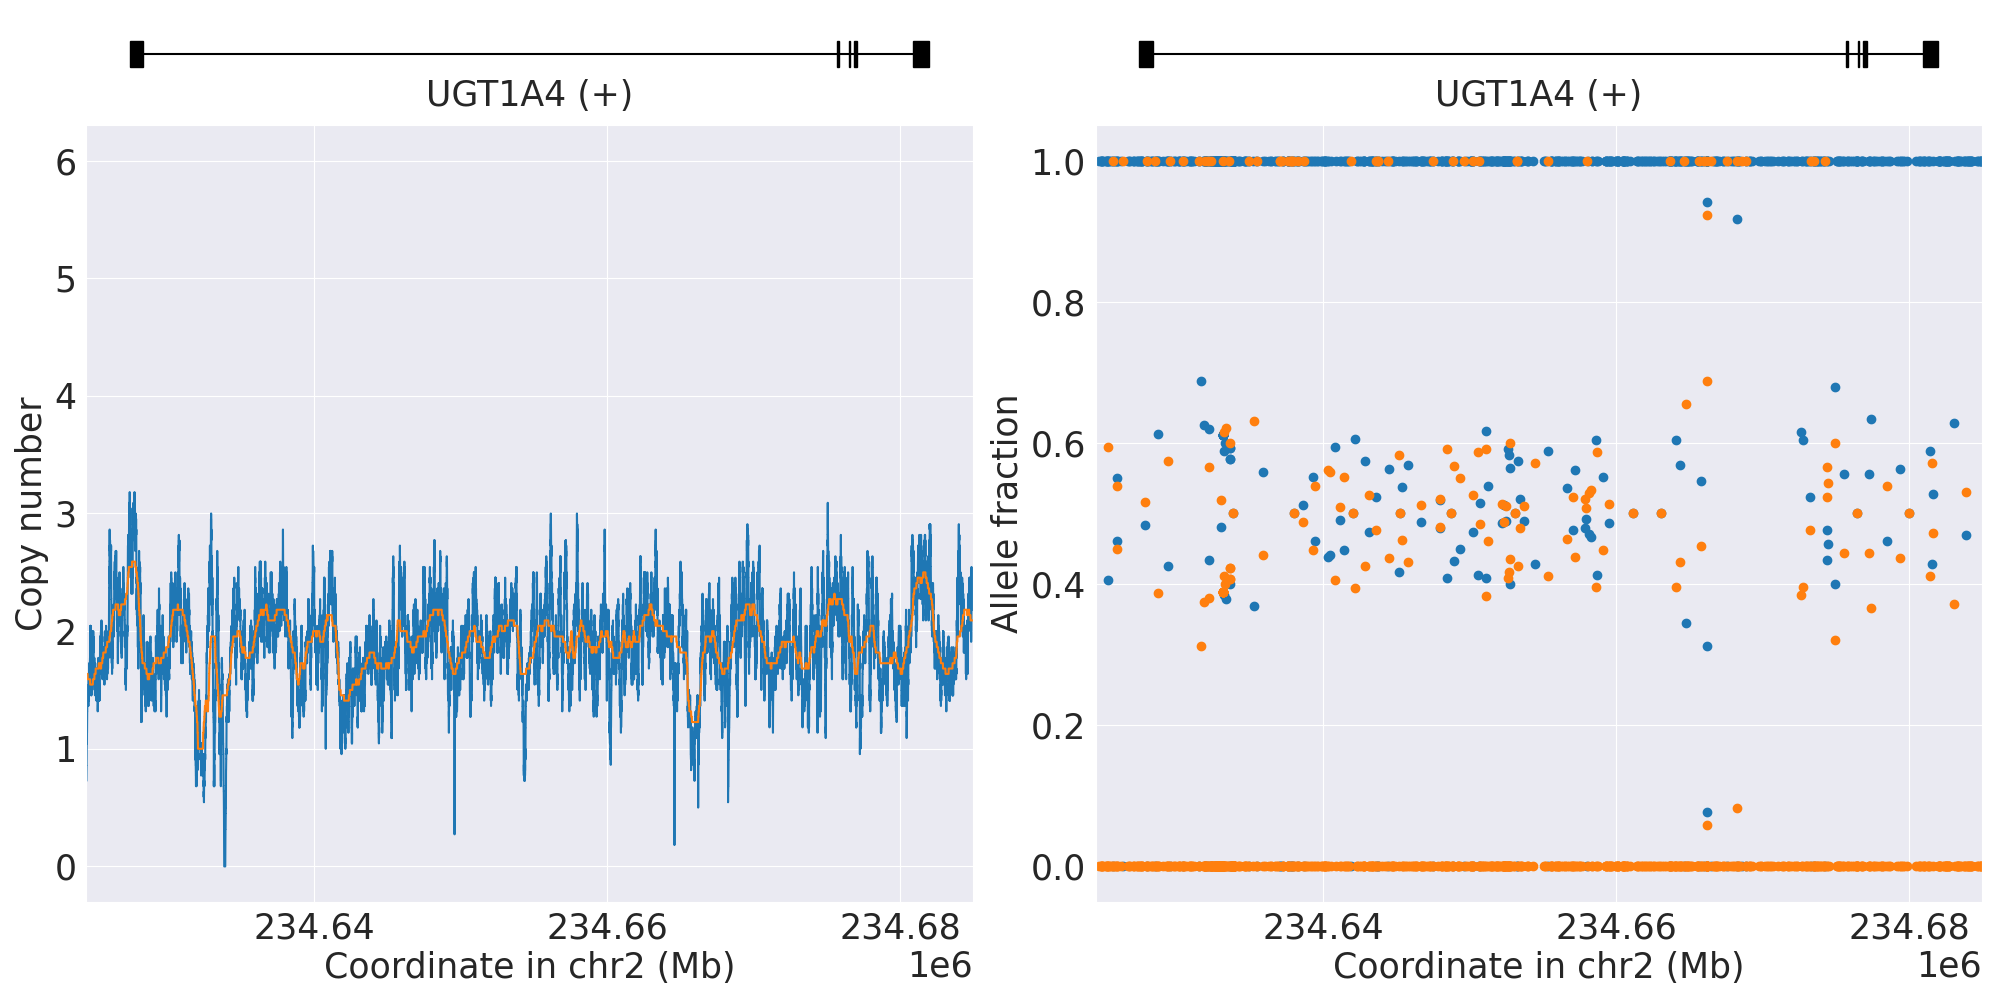 UGT1A4 (+)
6
5
4
3
2
1
0
Copy number
234.64 234.66 234.68
1e6
Coordinate in chr2 (Mb)
UGT1A4 (+)
1.0
0.8
0.6
0.4
0.2
0.0
Allele fraction
234.64 234.66 234.68
1e6
Coordinate in chr2 (Mb)